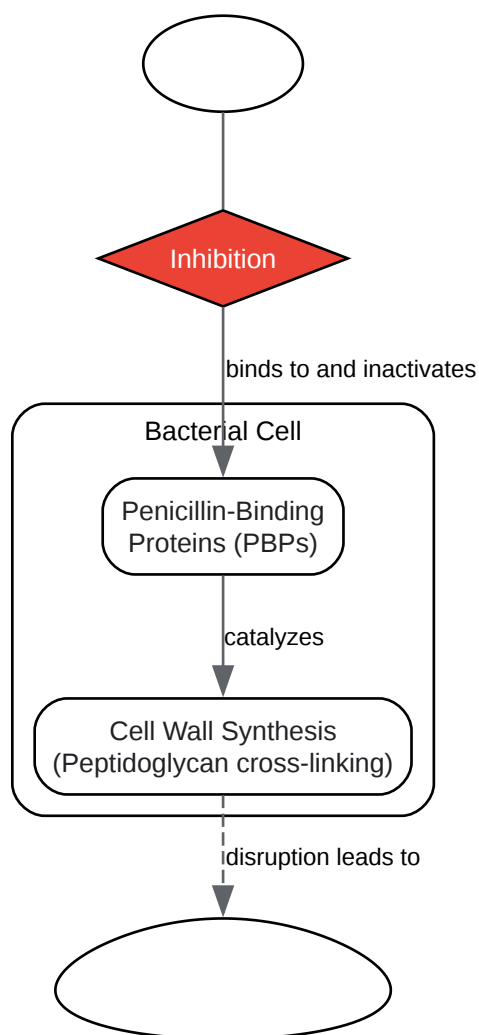 Inhibition
binds to and inactivates
Bacterial Cell
Penicillin-Binding
Proteins (PBPs)
catalyzes
Cell Wall Synthesis
(Peptidoglycan cross-linking)
disruption leads to